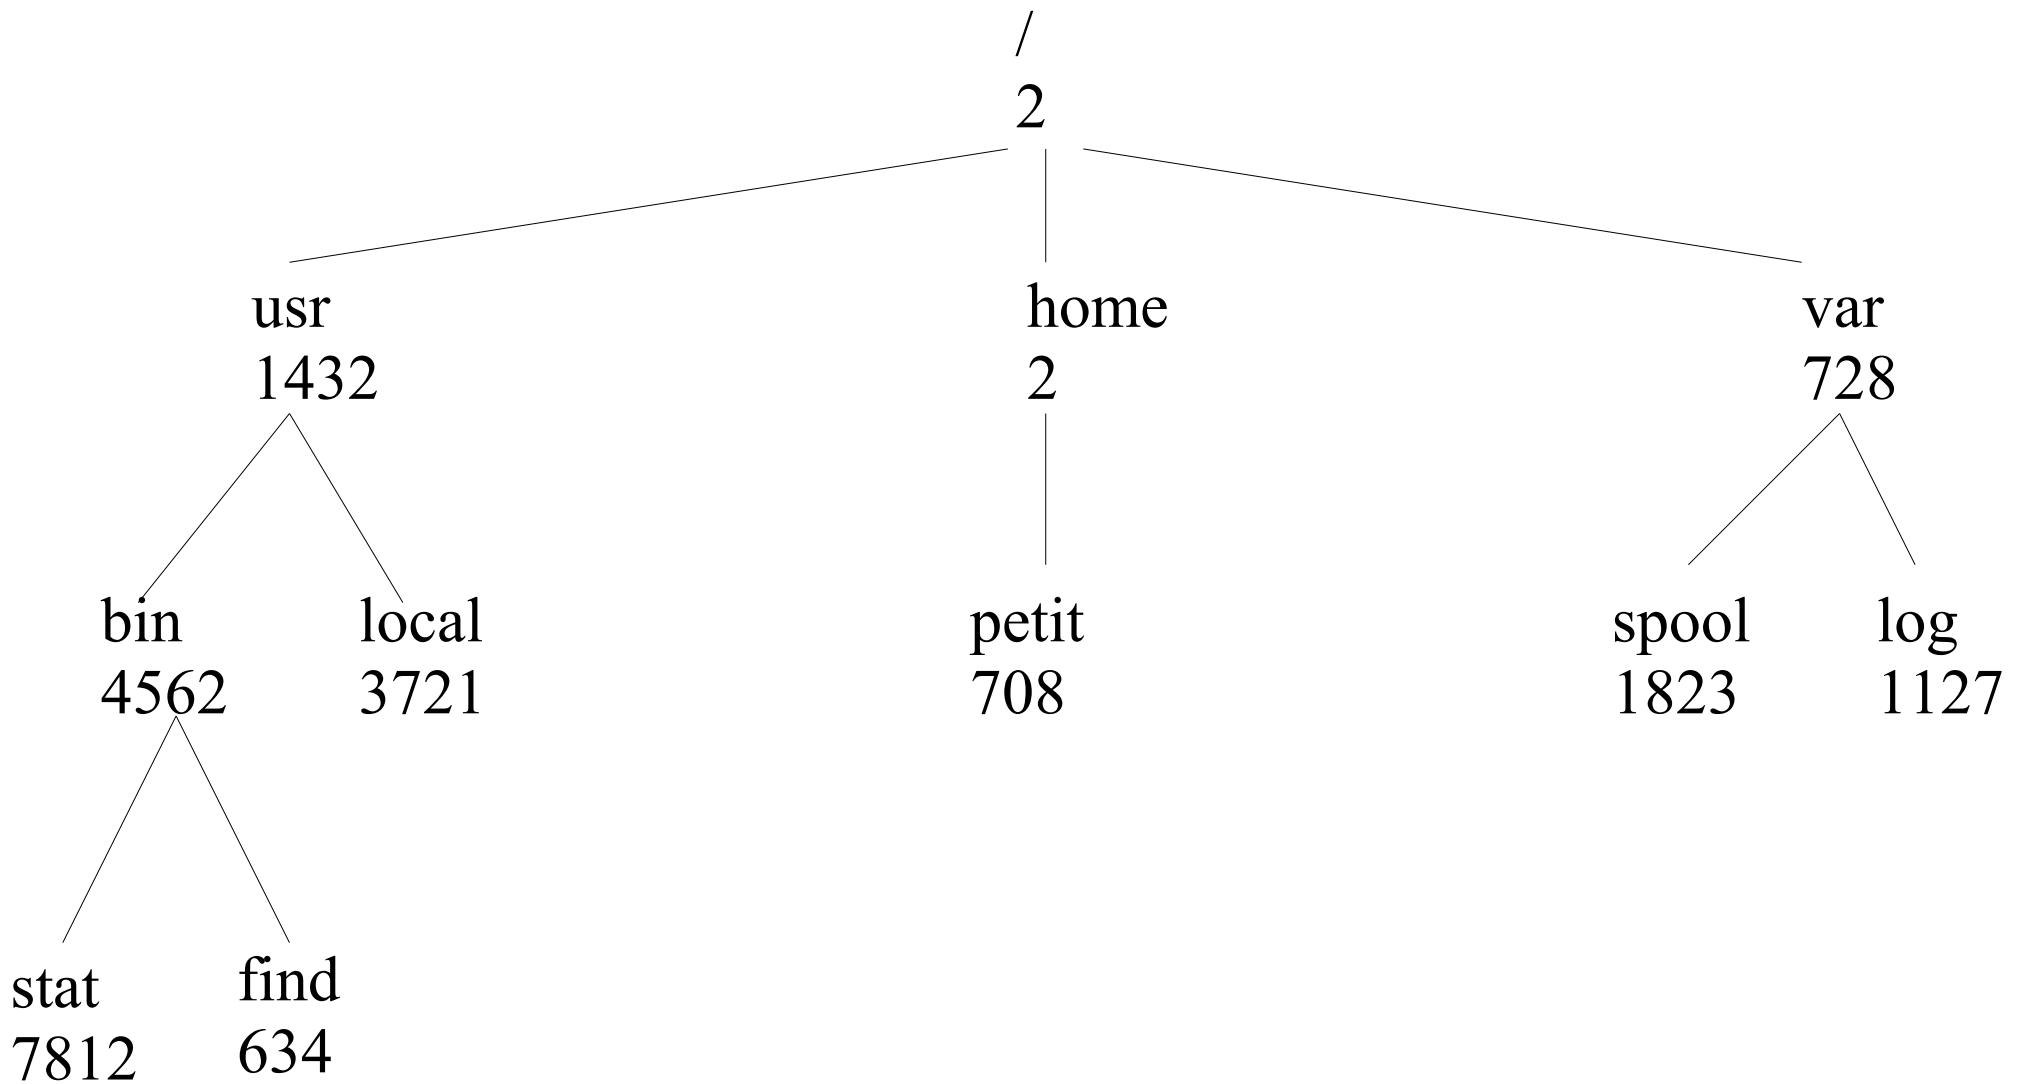 /
2
usr
1432
home
2
var
728
bin
4562
local
3721
petit
708
spool
1823
log
1127
stat
7812
find
634